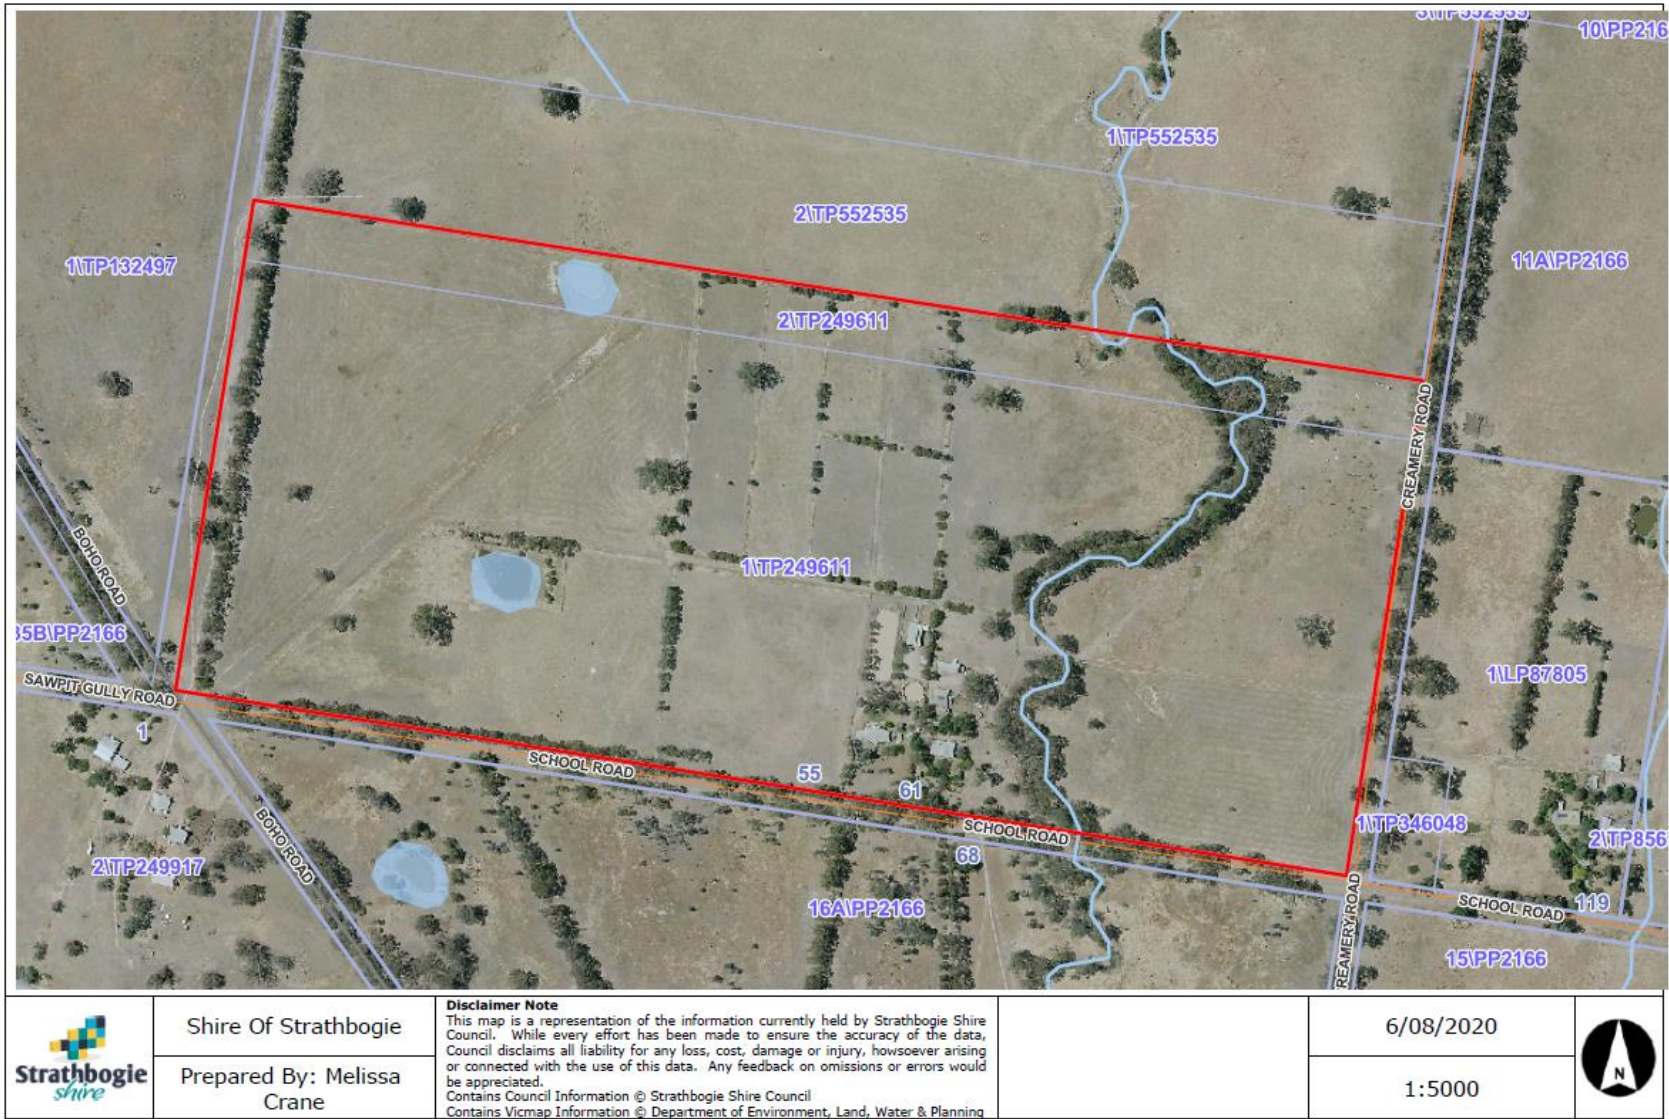 3\TP552535
10\PP216
1\TP552535
2\TP552535
1\TP132497
11A\PP2166
2\TP249611
CREAMERY ROAD
BOHO ROAD
1\TP249611
35B\PP2166
1\LP87805
SAWPIT GULLY ROAD
1
SCHOOL ROAD
55
61
SCHOOL ROAD
68
1\TP346048
2\TP856
BOHO ROAD
2\TP249917
16A\PP2166
CREAMERY ROAD
SCHOOL ROAD
119
15\PP2166
Strathbogie
shire
Shire Of Strathbogie
Prepared By: Melissa
Crane
Disclaimer Note
This map is a representation of the information currently held by Strathbogie Shire
Council. While every effort has been made to ensure the accuracy of the data,
Council disclaims all liability for any loss, cost, damage or injury, howsoever arising
or connected with the use of this data. Any feedback on omissions or errors would
be appreciated.
Contains Council Information © Strathbogie Shire Council
Contains Vicmap Information © Department of Environment, Land, Water & Planning
6/08/2020
1:5000
N